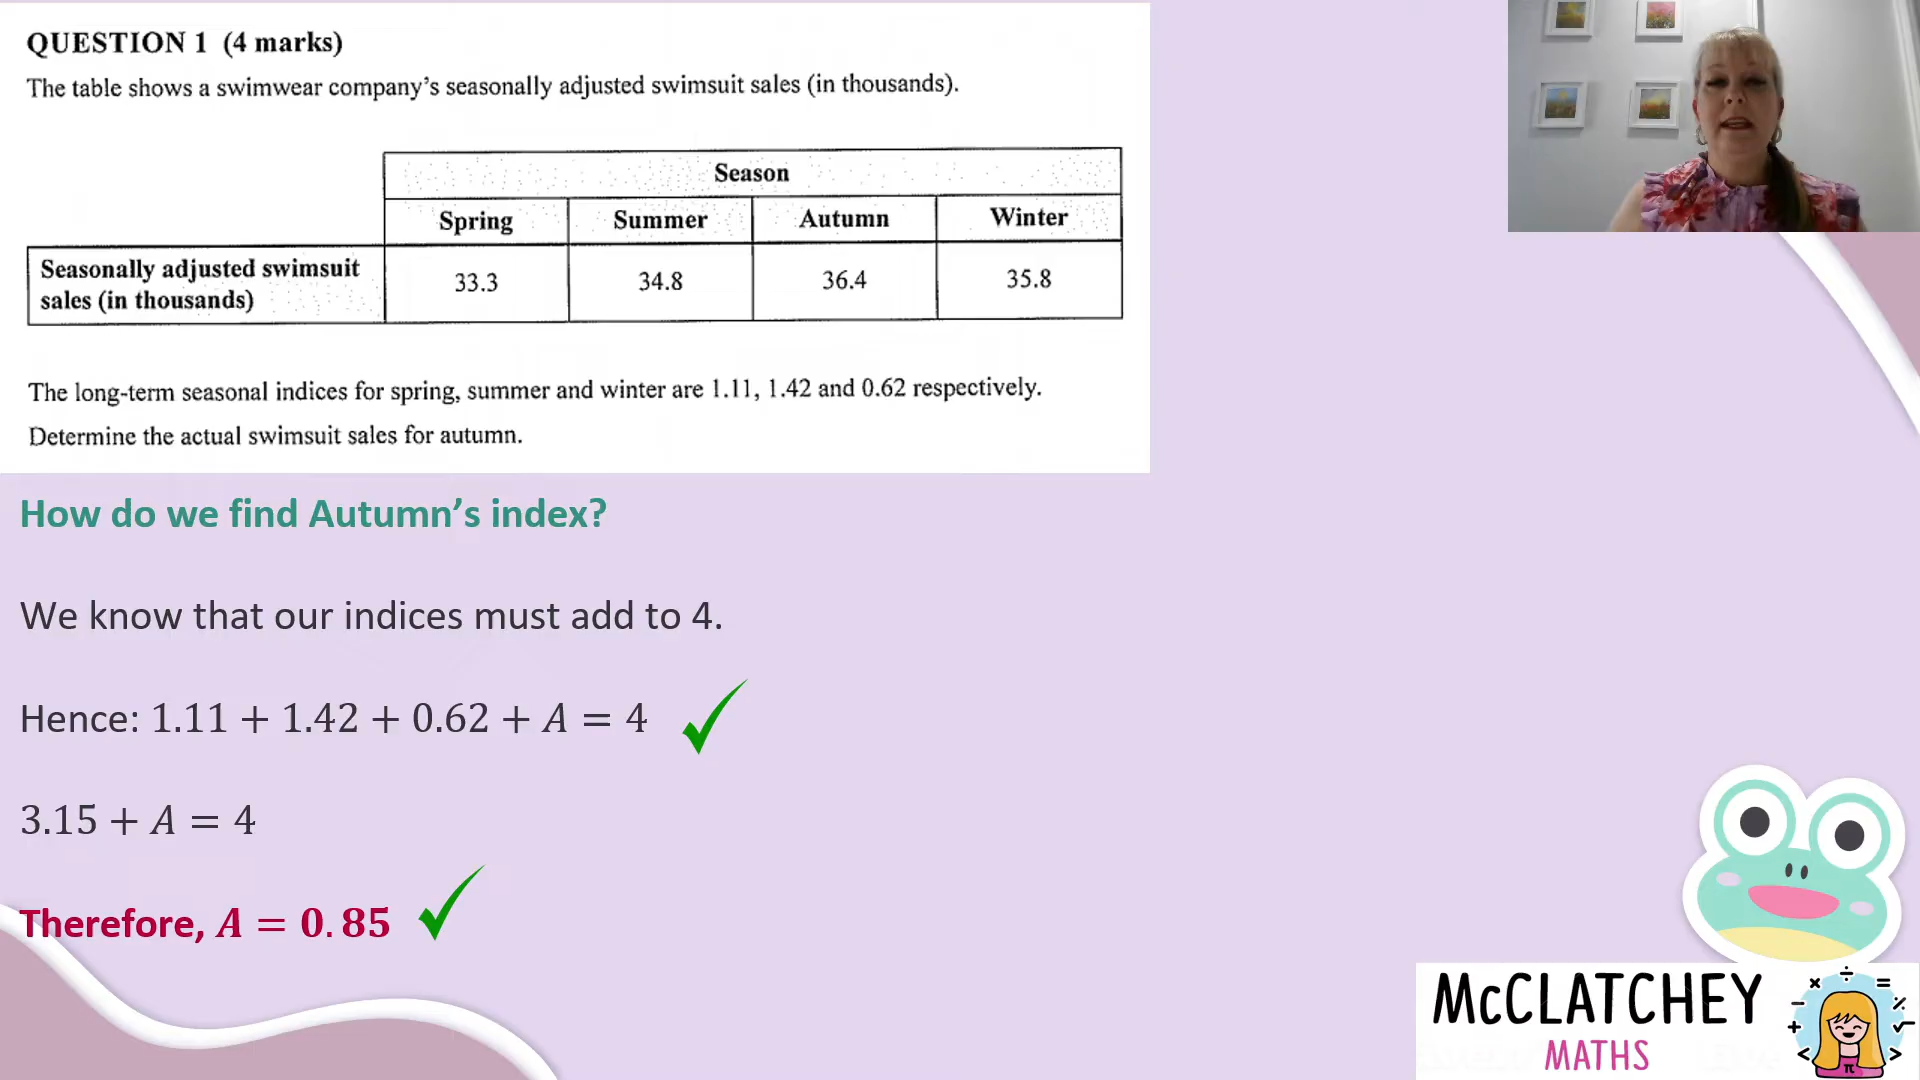 QUESTION 1 (4 marks)
The table shows a swimwear company’s seasonally adjusted swimsuit sales (in thousands).
Season
Spring Summer Autumn Winter
Seasonally adjusted swimsuit
sales (in thousands)
33.3 34.8 36.4 35.8
The long-term seasonal indices for spring, summer and winter are 1.11, 1.42 and 0.62 respectively.
Determine the actual swimsuit sales for autumn.
How do we find Autumn’s index?
We know that our indices must add to 4.
Hence: 1.11 + 1.42 + 0.62 + A = 4
3.15 + A = 4
Therefore, A = 0.85
McCLATCHEY
MATHS
× ÷ =
− %
+ √
< >
π